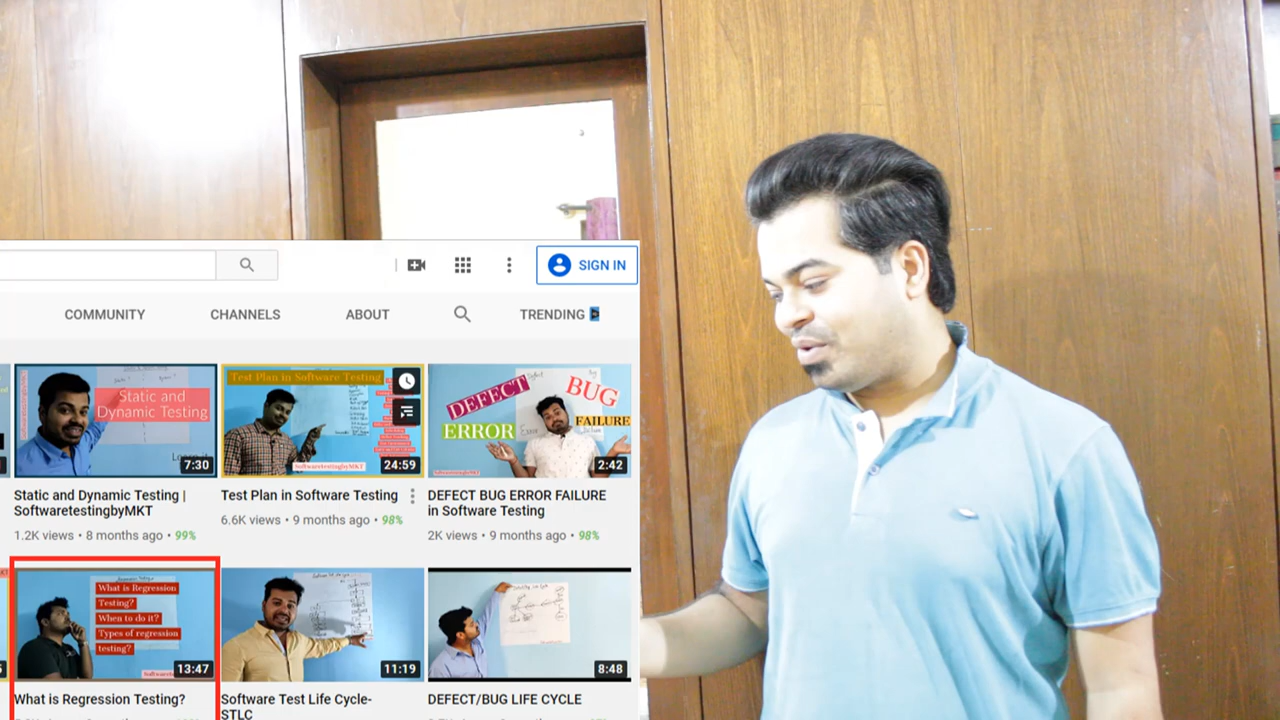 SIGN IN
COMMUNITY
CHANNELS
ABOUT
TRENDING
Static and
Dynamic Testing
7:30
Test Plan in Software Testing
SoftwaretestingbyMKT
24:59
DEFECT
BUG
ERROR
FAILURE
2:42
Static and Dynamic Testing |
SoftwaretestingbyMKT
1.2K views • 8 months ago • 99%
Test Plan in Software Testing
6.6K views • 9 months ago • 98%
DEFECT BUG ERROR FAILURE
in Software Testing
2K views • 9 months ago • 98%
What is Regression
Testing?
When to do it?
Types of regression
testing?
13:47
11:19
8:48
What is Regression Testing?
Software Test Life Cycle-
STLC
DEFECT/BUG LIFE CYCLE